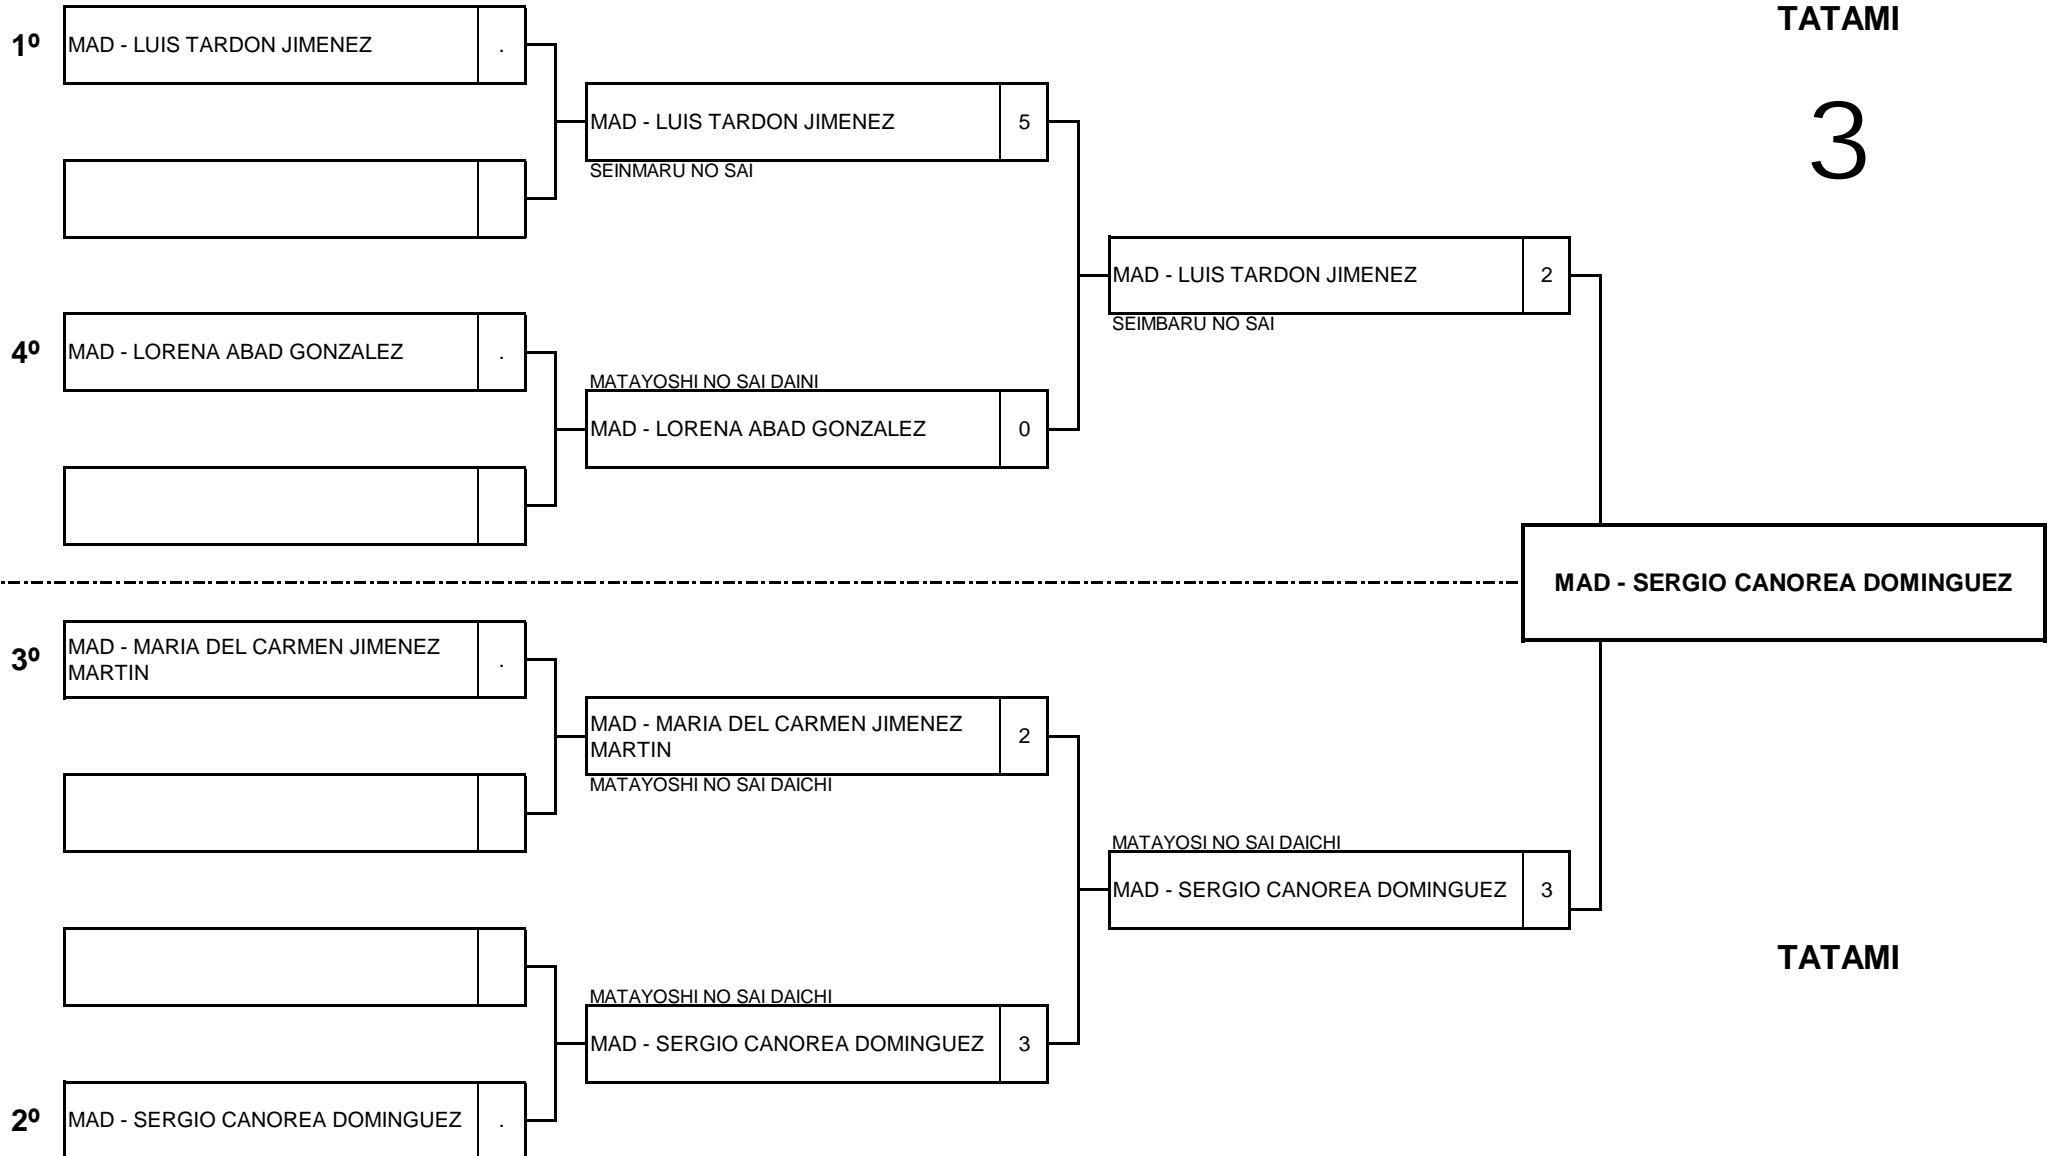 TATAMI
1º MAD - LUIS TARDON JIMENEZ .
MAD - LUIS TARDON JIMENEZ 5
3
SEINMARU NO SAI
MAD - LUIS TARDON JIMENEZ 2
SEIMBARU NO SAI
4º MAD - LORENA ABAD GONZALEZ .
MATAYOSHI NO SAI DAINI
MAD - LORENA ABAD GONZALEZ 0
MAD - SERGIO CANOREA DOMINGUEZ
3º MAD - MARIA DEL CARMEN JIMENEZ
MARTIN .
MAD - MARIA DEL CARMEN JIMENEZ
MARTIN 2
MATAYOSHI NO SAI DAICHI
MATAYOSI NO SAI DAICHI
MAD - SERGIO CANOREA DOMINGUEZ 3
TATAMI
MATAYOSHI NO SAI DAICHI
MAD - SERGIO CANOREA DOMINGUEZ 3
2º MAD - SERGIO CANOREA DOMINGUEZ .